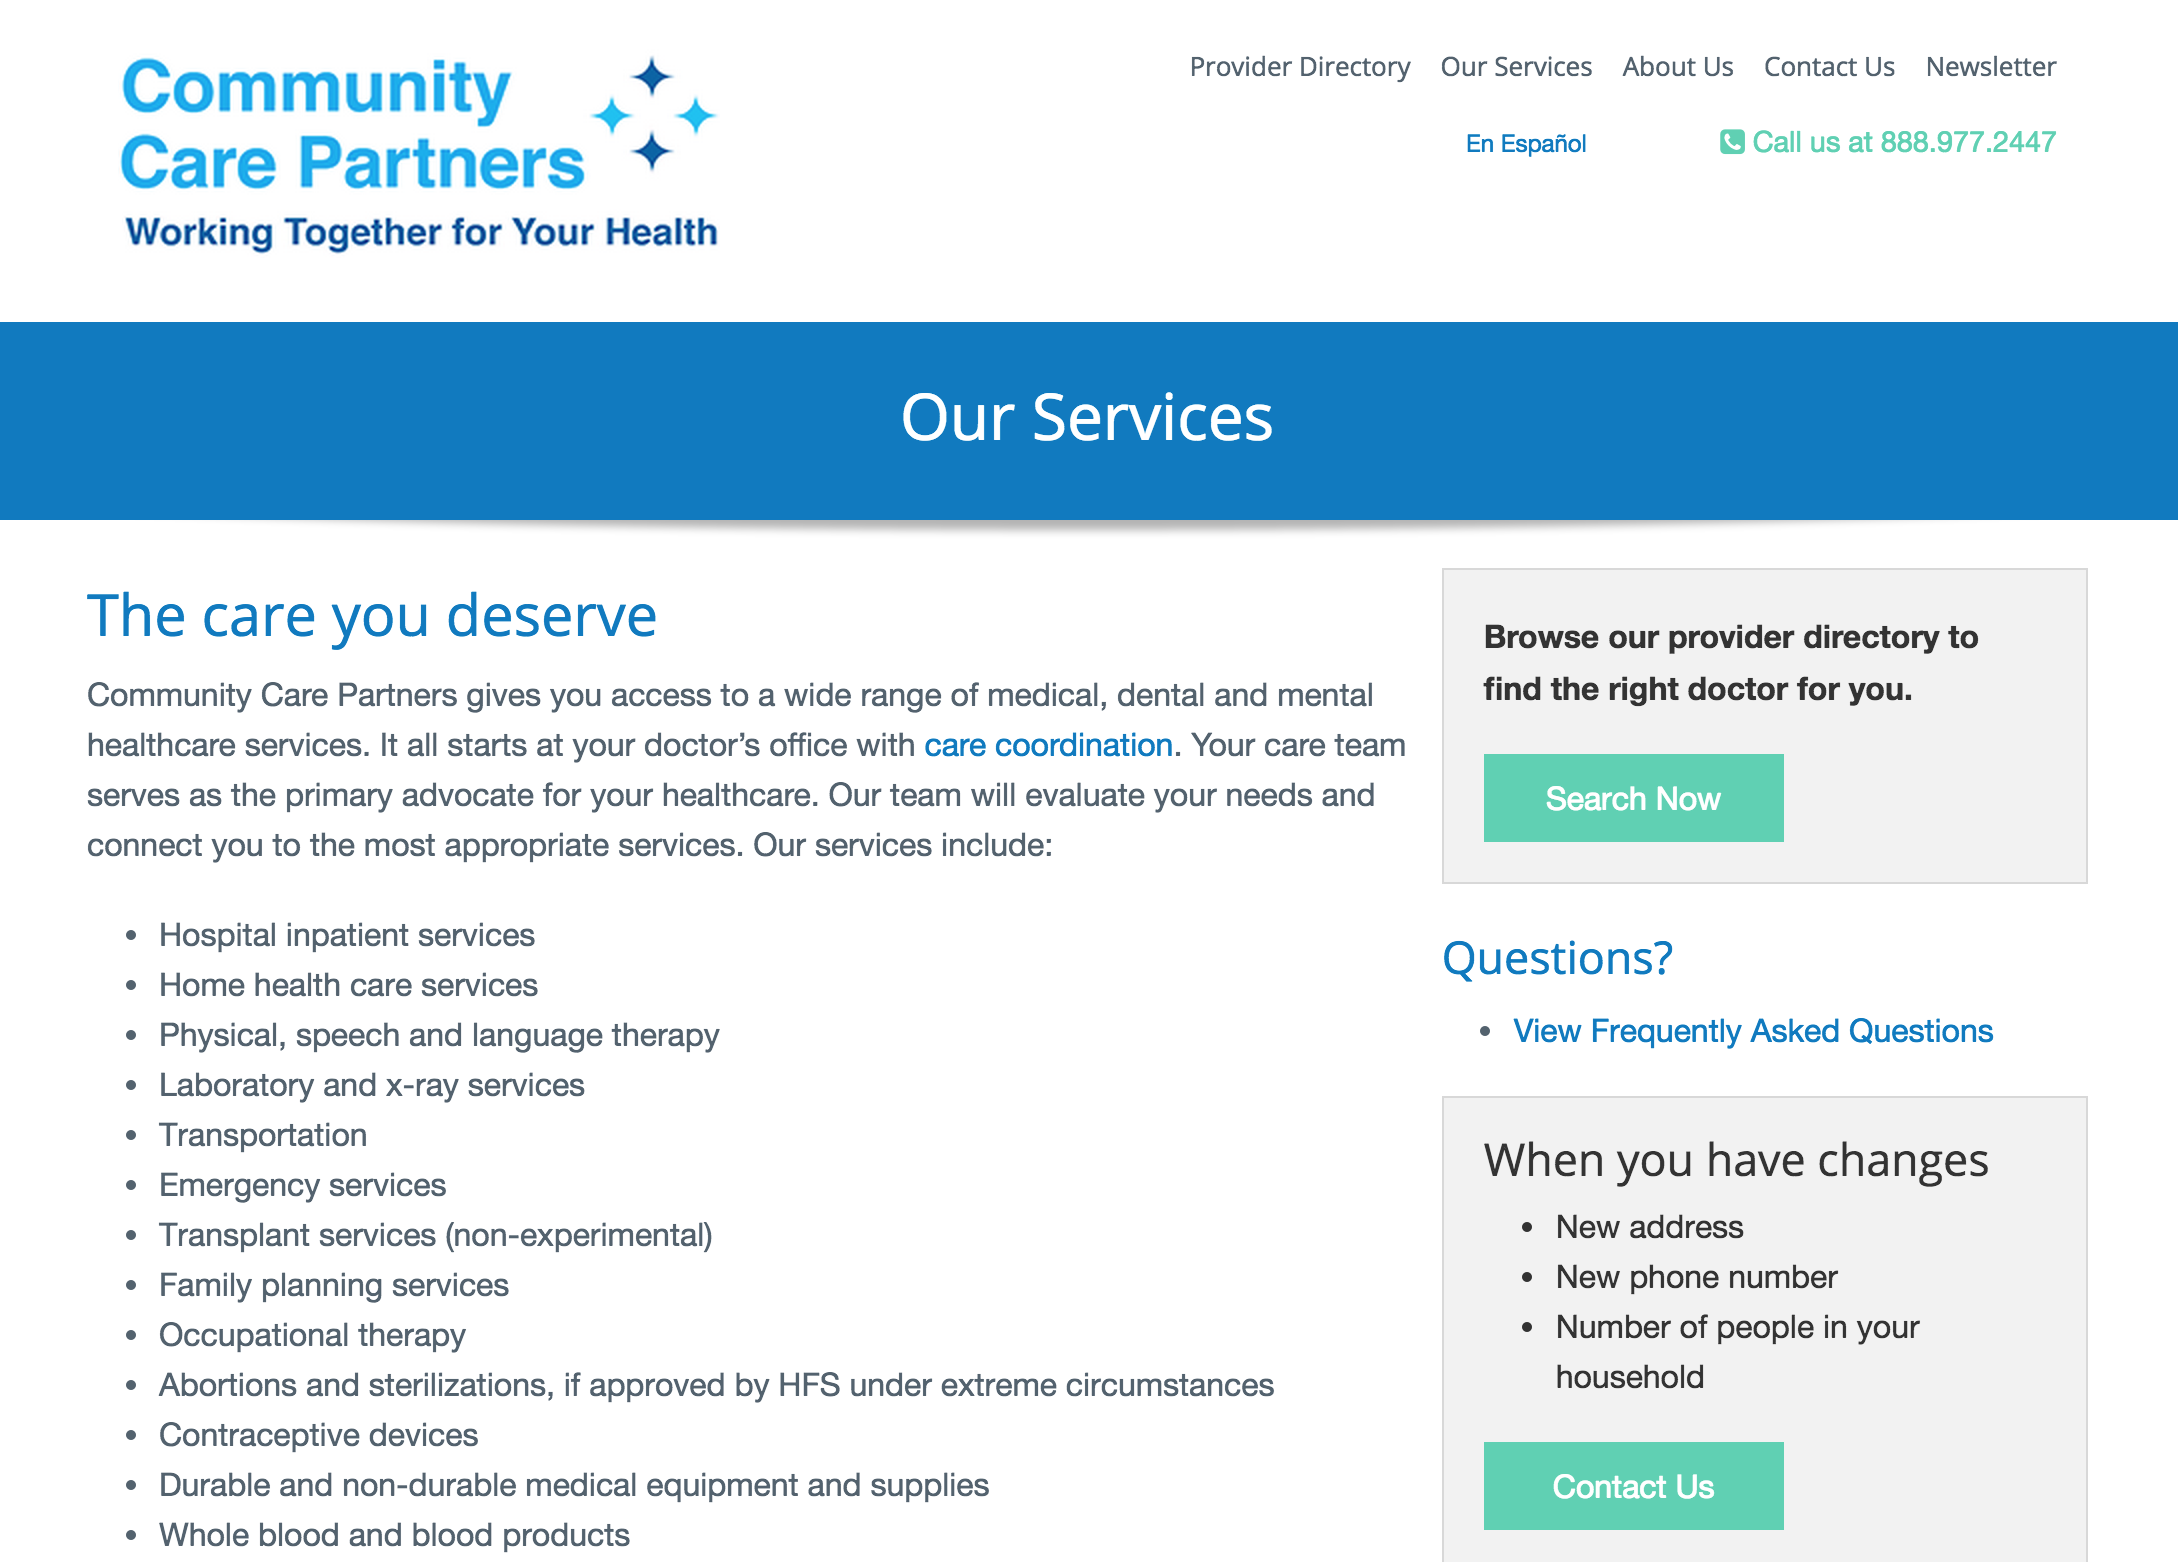 Community
Care Partners
Working Together for Your Health
Provider Directory Our Services About Us Contact Us Newsletter
En Español
Call us at 888.977.2447
Our Services
The care you deserve
Community Care Partners gives you access to a wide range of medical, dental and mental
healthcare services. It all starts at your doctor’s office with care coordination. Your care team
serves as the primary advocate for your healthcare. Our team will evaluate your needs and
connect you to the most appropriate services. Our services include:
• Hospital inpatient services
• Home health care services
• Physical, speech and language therapy
• Laboratory and x-ray services
• Transportation
• Emergency services
• Transplant services (non-experimental)
• Family planning services
• Occupational therapy
• Abortions and sterilizations, if approved by HFS under extreme circumstances
• Contraceptive devices
• Durable and non-durable medical equipment and supplies
• Whole blood and blood products
Browse our provider directory to
find the right doctor for you.
Search Now
Questions?
• View Frequently Asked Questions
When you have changes
• New address
• New phone number
• Number of people in your
household
Contact Us